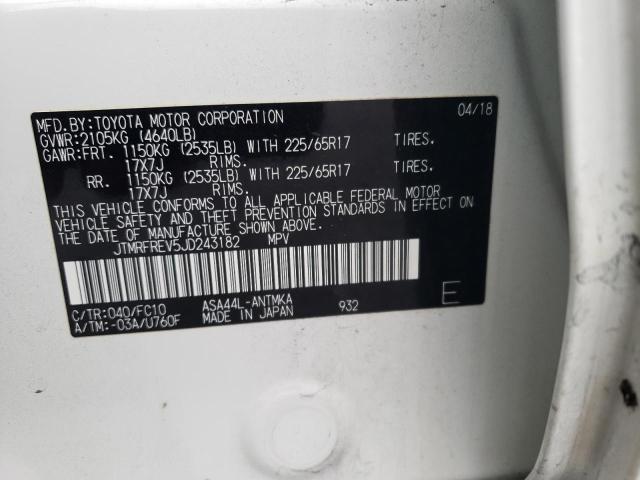 MFD.BY:TOYOTA MOTOR CORPORATION 04/18
GVWR:2105KG (4640LB)
GAWR:FRT. 1150KG (2535LB) WITH 225/65R17 TIRES.
17X7J RIMS.
RR. 1150KG (2535LB) WITH 225/65R17 TIRES.
17X7J RIMS.
THIS VEHICLE CONFORMS TO ALL APPLICABLE FEDERAL MOTOR
VEHICLE SAFETY AND THEFT PREVENTION STANDARDS IN EFFECT ON
THE DATE OF MANUFACTURE SHOWN ABOVE.
JTMRFREV5JD243182 MPV
C/TR:040/FC10 ASA44L-ANTMKA 932 E
A/TM:-03A/U760F MADE IN JAPAN